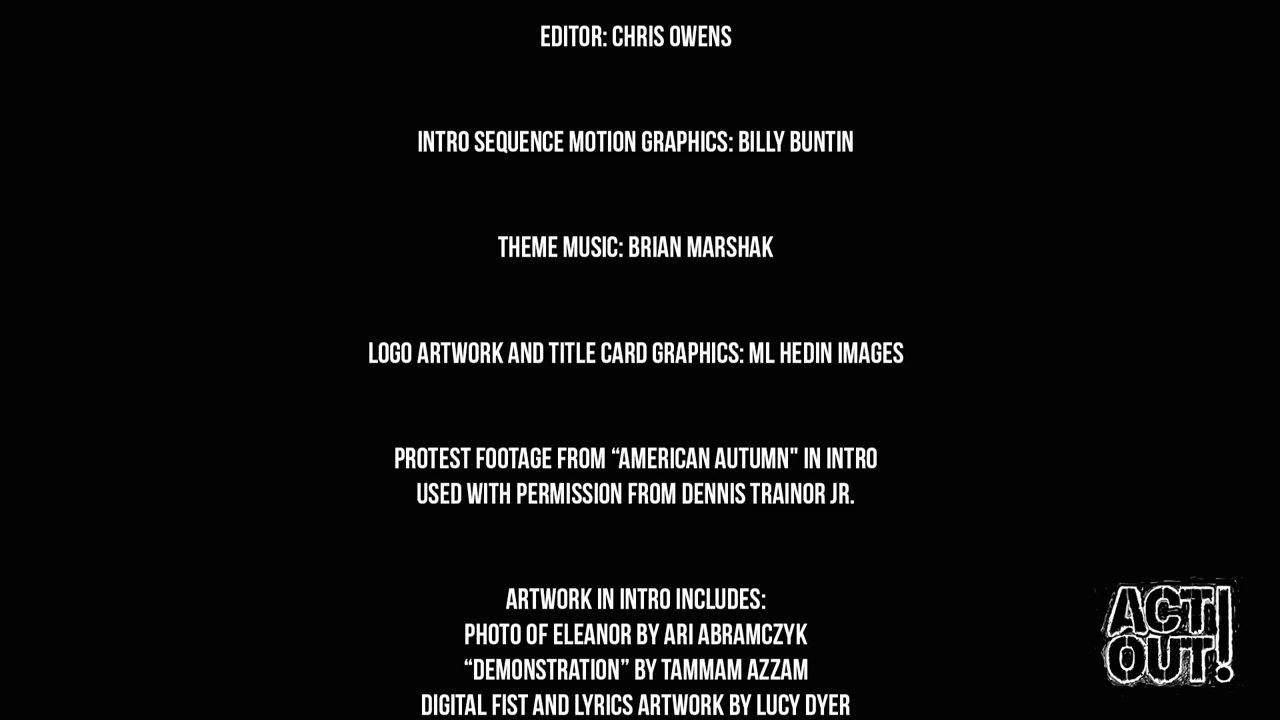 EDITOR: CHRIS OWENS
INTRO SEQUENCE MOTION GRAPHICS: BILLY BUNTIN
THEME MUSIC: BRIAN MARSHAK
LOGO ARTWORK AND TITLE CARD GRAPHICS: ML HEDIN IMAGES
PROTEST FOOTAGE FROM “AMERICAN AUTUMN" IN INTRO
USED WITH PERMISSION FROM DENNIS TRAINOR JR.
ARTWORK IN INTRO INCLUDES:
PHOTO OF ELEANOR BY ARI ABRAMCZYK
“DEMONSTRATION” BY TAMMAM AZZAM
DIGITAL FIST AND LYRICS ARTWORK BY LUCY DYER
ACT
OUT!